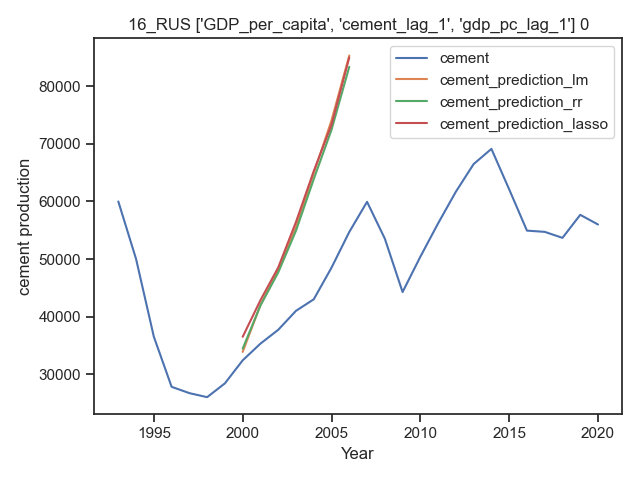 16_RUS ['GDP_per_capita', 'cement_lag_1', 'gdp_pc_lag_1'] 0
cement
cement_prediction_lm
cement_prediction_rr
cement_prediction_lasso
80000
70000
60000
50000
40000
30000
cement production
1995
2000
2005
2010
2015
2020
Year